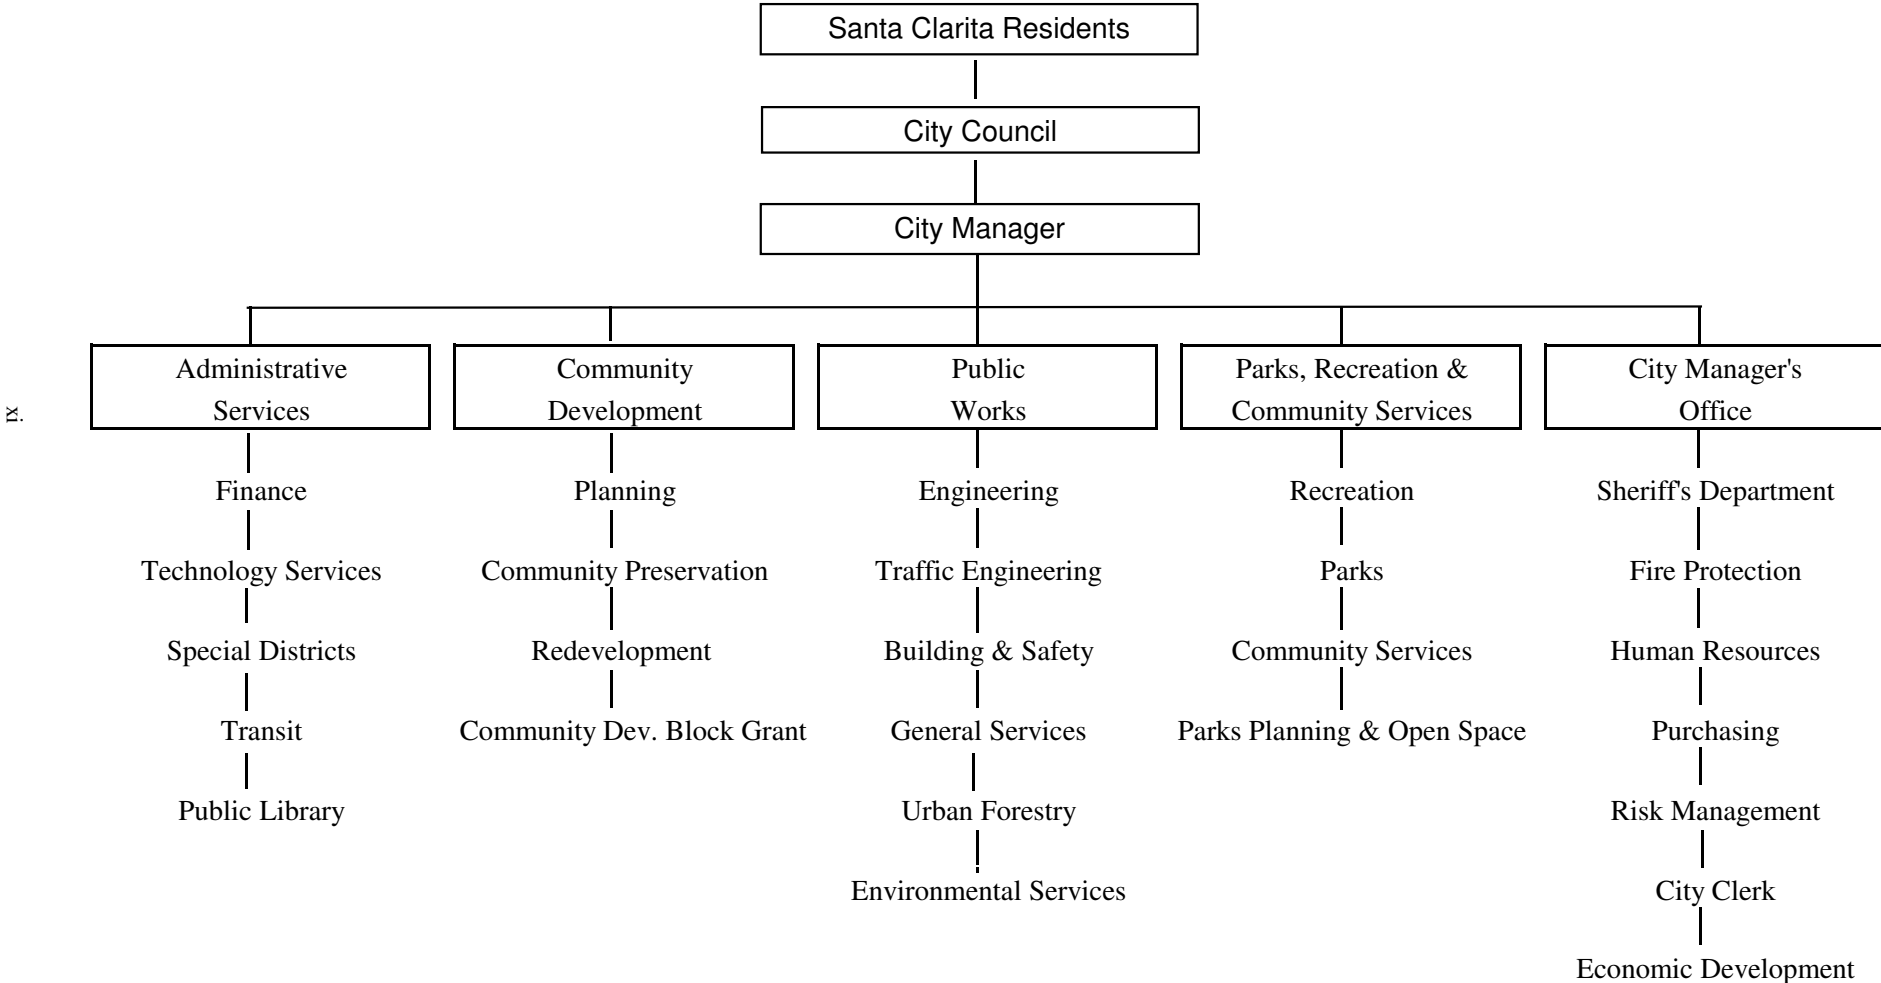 Santa Clarita Residents
City Council
City Manager
Administrative
Services
Community
Development
Public
Works
Parks, Recreation &
Community Services
City Manager's
Office
xi
Finance
Technology Services
Special Districts
Transit
Public Library
Planning
Community Preservation
Redevelopment
Community Dev. Block Grant
Engineering
Traffic Engineering
Building & Safety
General Services
Urban Forestry
Environmental Services
Recreation
Parks
Community Services
Parks Planning & Open Space
Sheriff's Department
Fire Protection
Human Resources
Purchasing
Risk Management
City Clerk
Economic Development